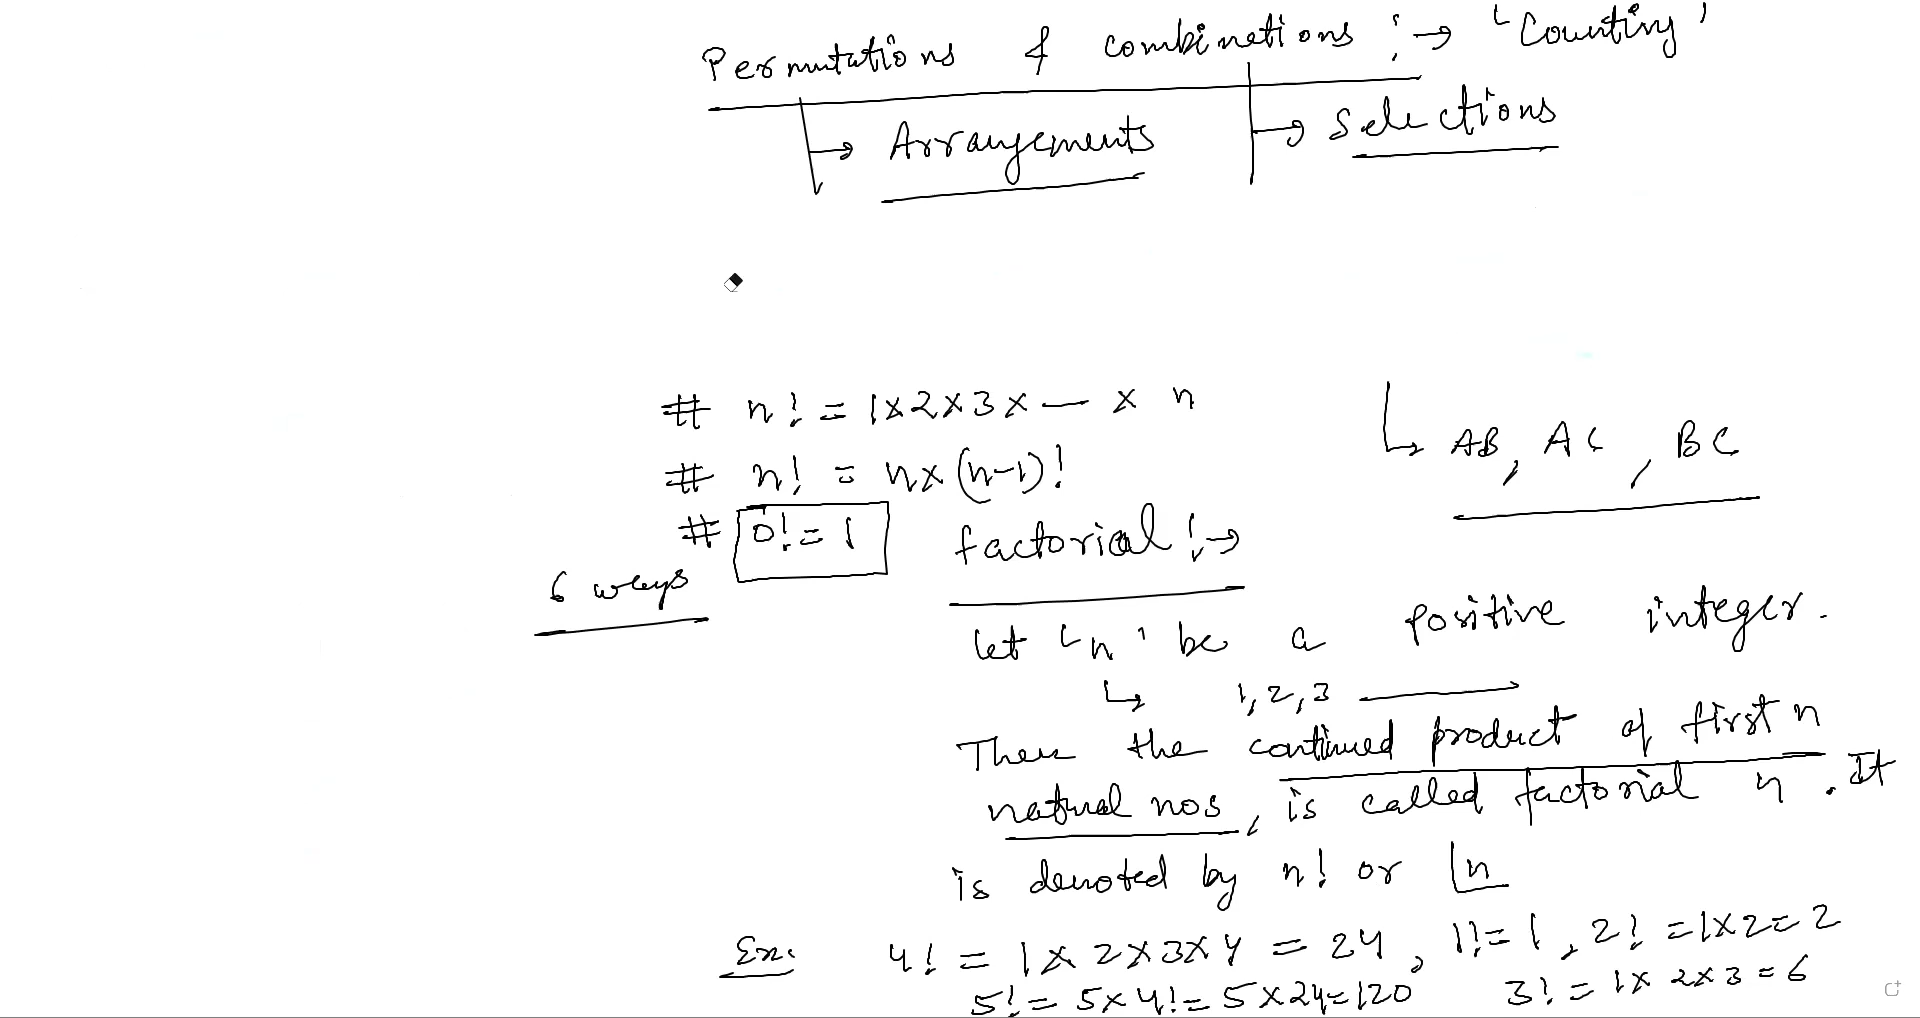 Permutations & combinations :→ 'Counting'
↳ Arrangements ↳ Selections
# n! = 1×2×3×— × n
# n! = n×(n-1)!
↳ AB, AC, BC
# 0! = 1
6 ways
factorial :→
let 'n' be a positive integer.
↳ 1, 2, 3 ——
Then the continued product of first n
natural nos, is called factorial n. It
is denoted by n! or ⌊n
Ex: 4! = 1×2×3×4 = 24, 1! = 1, 2! = 1×2 = 2
5! = 5×4! = 5×24 = 120 3! = 1×2×3 = 6